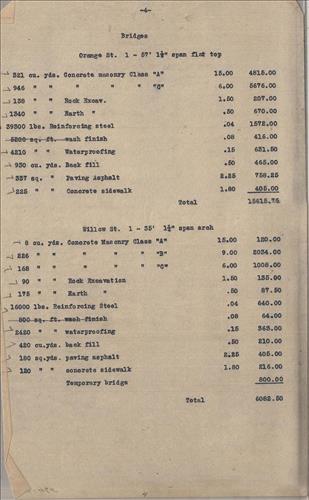 -4-
Bridges
Orange St. 1 - 57' 1½" span flat top
321 cu. yds. Concrete masonry Class "A" 15.00 4815.00
946 " " " " " "C" 6.00 5676.00
138 " " Rock Excav. 1.50 207.00
1340 " " Earth " .50 670.00
39300 lbs. Reinforcing steel .04 1572.00
5200 sq. ft. wash finish .08 416.00
4210 " " Waterproofing .15 631.50
930 cu. yds. Back fill .50 465.00
337 sq. " Paving Asphalt 2.25 758.25
225 " " Concrete sidewalk 1.80 405.00
Total 15615.75
Willow St. 1 - 35' 1½" span arch
8 cu. yds. Concrete Masonry Class "A" 15.00 120.00
226 " " " " " "B" 9.00 2034.00
168 " " " " " "C" 6.00 1008.00
90 " " Rock Excavation 1.50 135.00
175 " " Earth " .50 87.50
16000 lbs. Reinforcing Steel .04 640.00
800 sq. ft. wash finish .08 64.00
2420 " " waterproofing .15 363.00
420 cu.yds. back fill .50 210.00
180 sq.yds. paving asphalt 2.25 405.00
120 " " concrete sidewalk 1.80 216.00
Temporary bridge 800.00
Total 6082.50